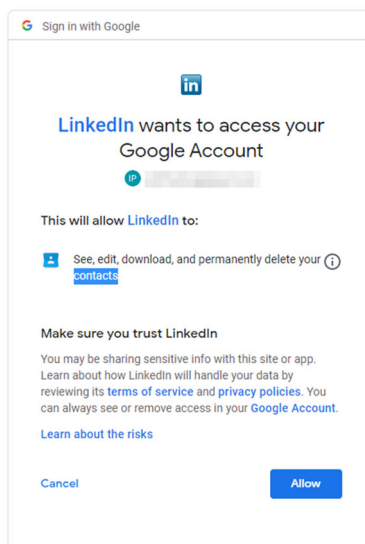 Sign in with Google
in
LinkedIn wants to access your
Google Account
IP
This will allow LinkedIn to:
See, edit, download, and permanently delete your
contacts
Make sure you trust LinkedIn
You may be sharing sensitive info with this site or app.
Learn about how LinkedIn will handle your data by
reviewing its terms of service and privacy policies. You
can always see or remove access in your Google Account.
Learn about the risks
Cancel
Allow